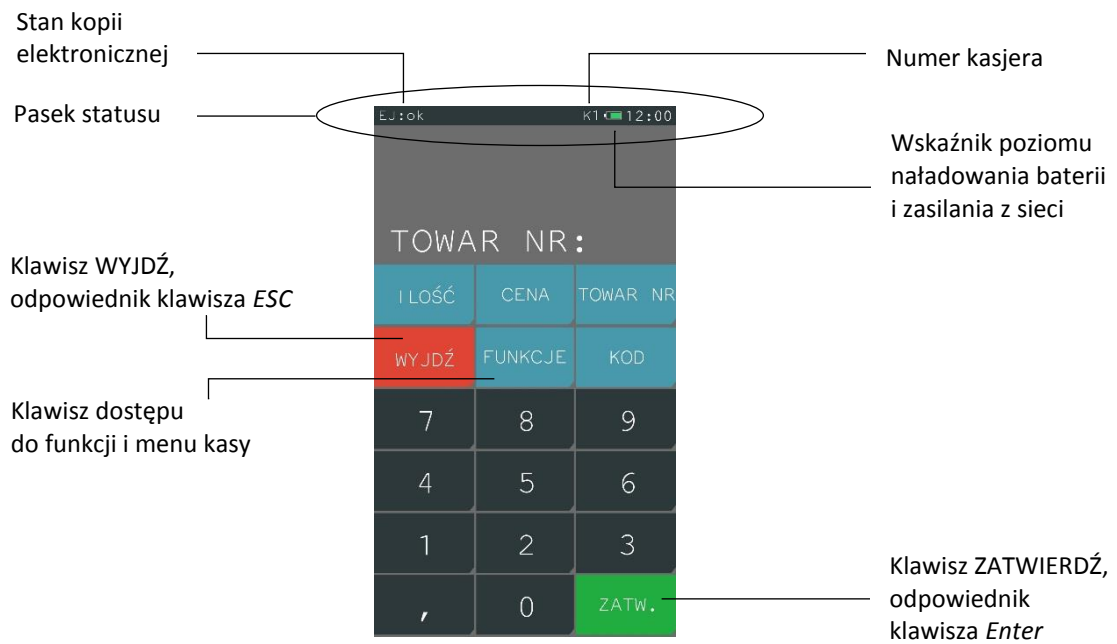 Stan kopii
elektronicznej
Numer kasjera
Pasek statusu
EJ:ok K1 12:00
Wskaźnik poziomu
naładowania baterii
i zasilania z sieci
TOWAR NR:
Klawisz WYJDŹ,
odpowiednik klawisza ESC
ILOŚĆ CENA TOWAR NR
WYJDŹ FUNKCJE KOD
Klawisz dostępu
do funkcji i menu kasy
7 8 9
4 5 6
1 2 3
Klawisz ZATWIERDŹ,
odpowiednik
klawisza Enter
, 0 ZATW.